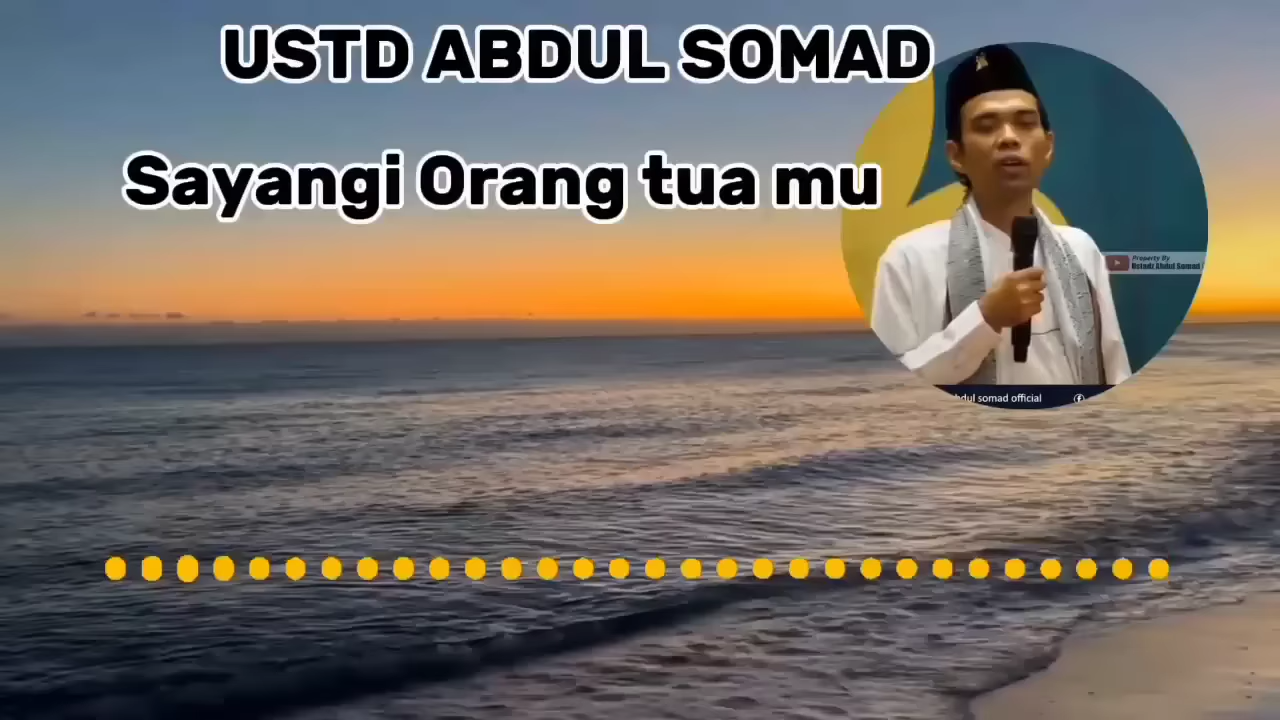 USTD ABDUL SOMAD
Sayangi Orang tua mu
Property By
Ustadz Abdul Somad
bdul somad official